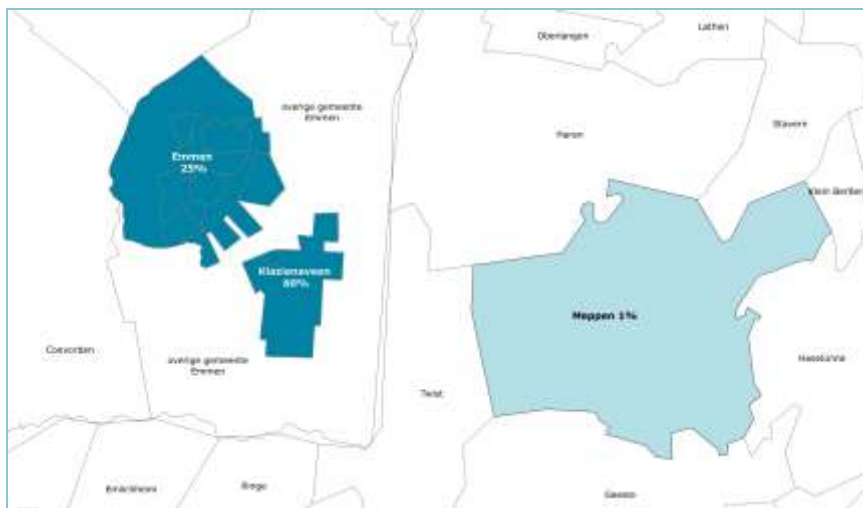 Oberlangen
Lathen
overige gemeente
Emmen
Haren
Stavern
Emmen
25%
Klein Berßen
Klazienaveen
Meppen 1%
Coevorden
overige gemeente
Emmen
Haselünne
Twist
Emlichheim
Ringe
Geeste